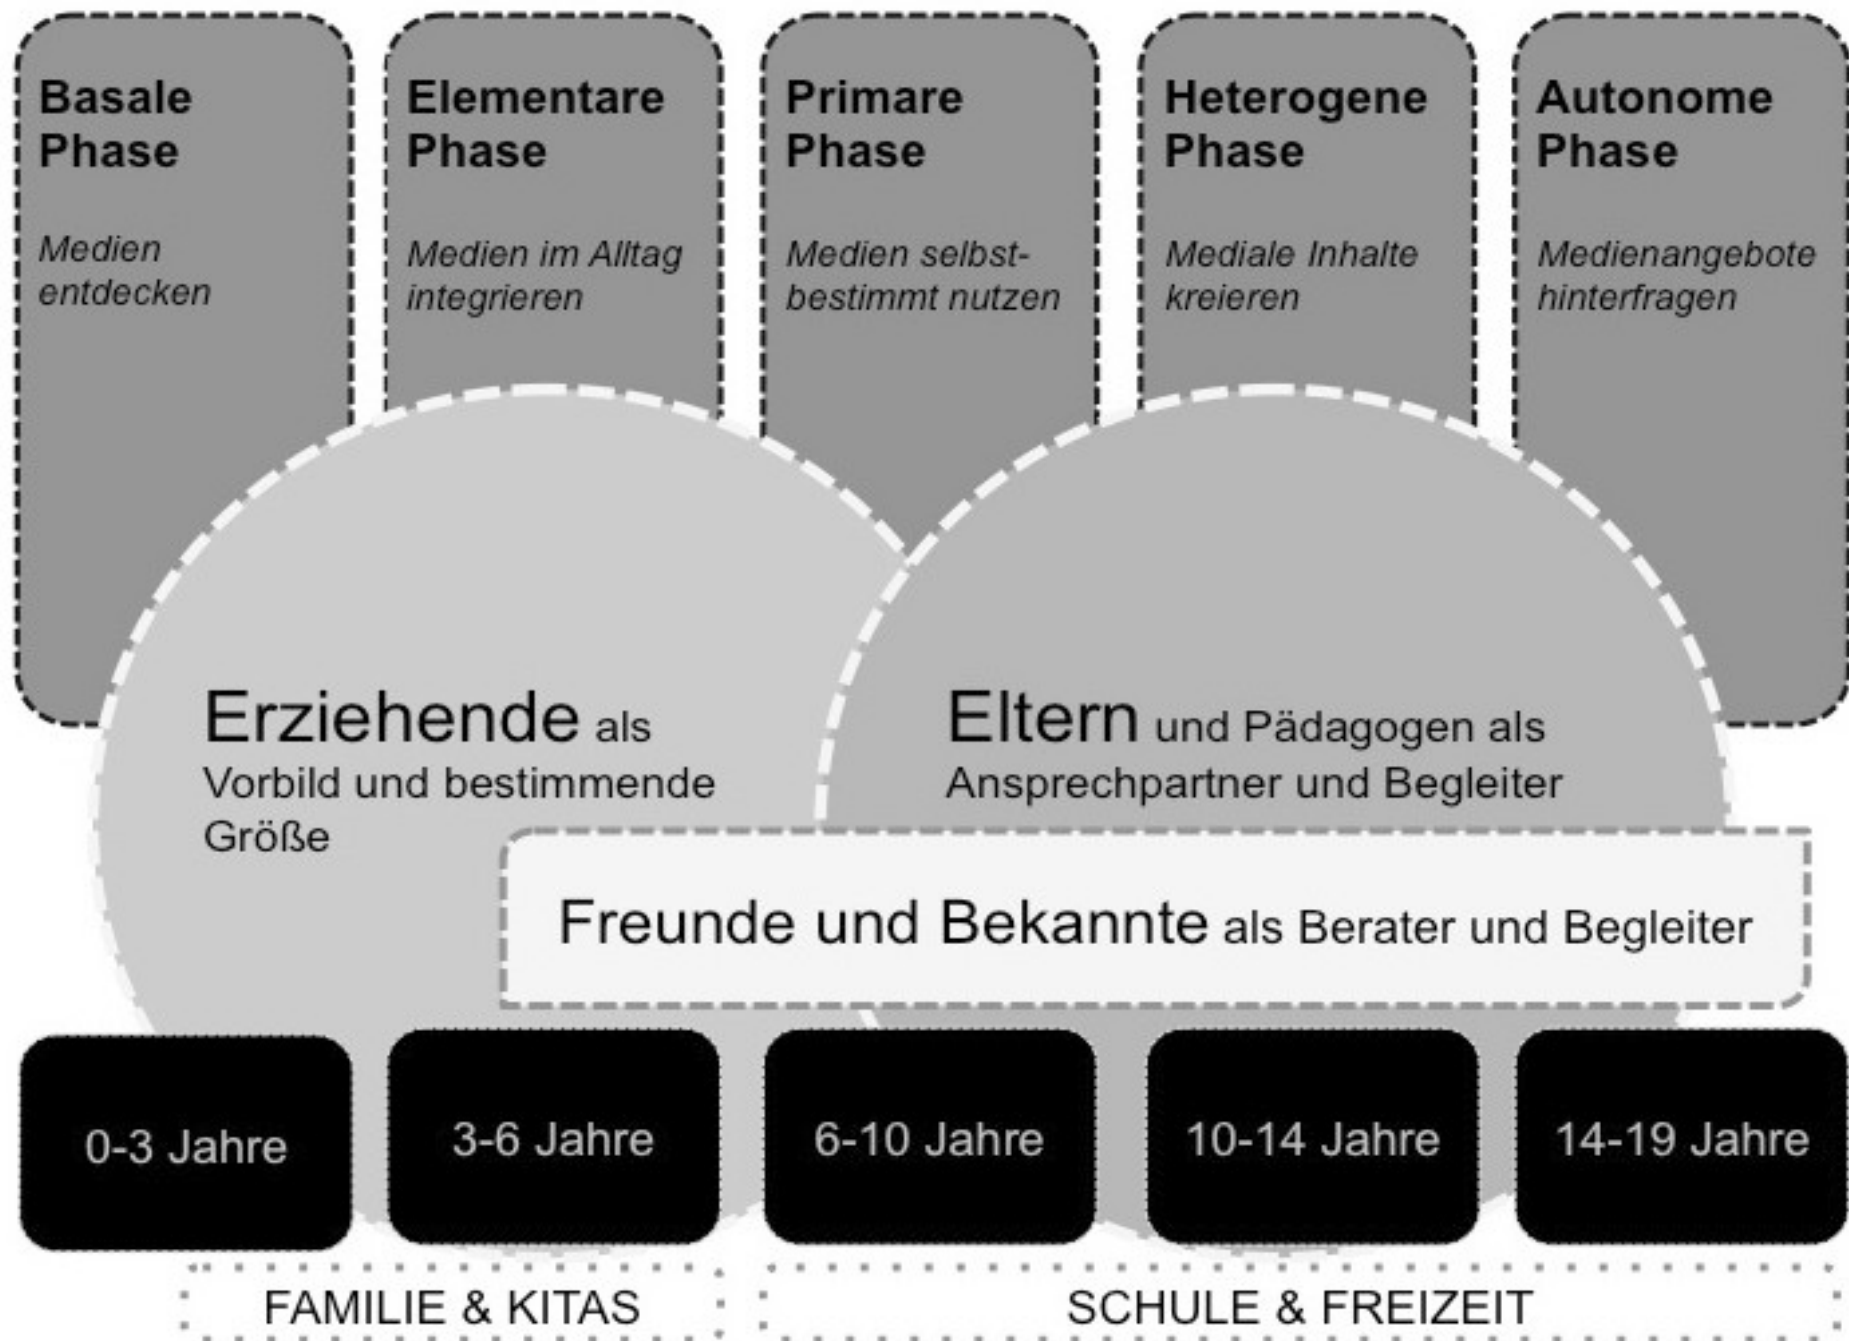 Basale
Phase
Medien
entdecken
Elementare
Phase
Medien im Alltag
integrieren
Primare
Phase
Medien selbst-
bestimmt nutzen
Heterogene
Phase
Mediale Inhalte
kreieren
Autonome
Phase
Medienangebote
hinterfragen
Erziehende als
Vorbild und bestimmende
Größe
Eltern und Pädagogen als
Ansprechpartner und Begleiter
Freunde und Bekannte als Berater und Begleiter
0-3 Jahre
3-6 Jahre
6-10 Jahre
10-14 Jahre
14-19 Jahre
FAMILIE & KITAS
SCHULE & FREIZEIT